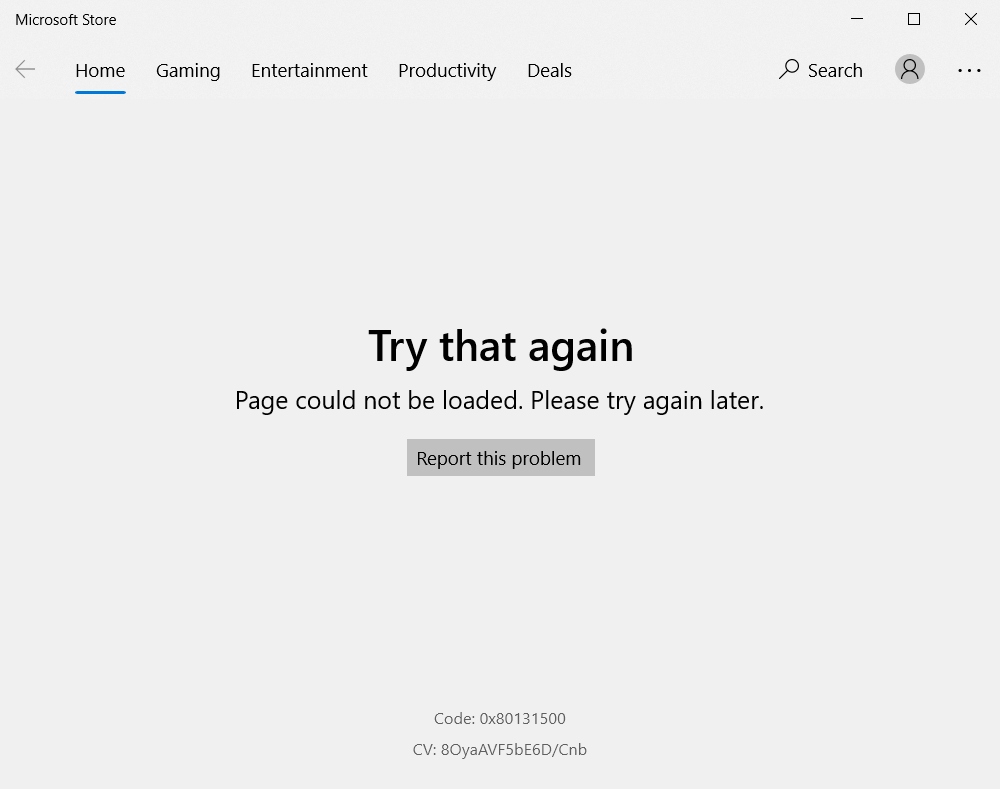 Microsoft Store
Home Gaming Entertainment Productivity Deals Search
Try that again
Page could not be loaded. Please try again later.
Report this problem
Code: 0x80131500
CV: 8OyaAVF5bE6D/Cnb